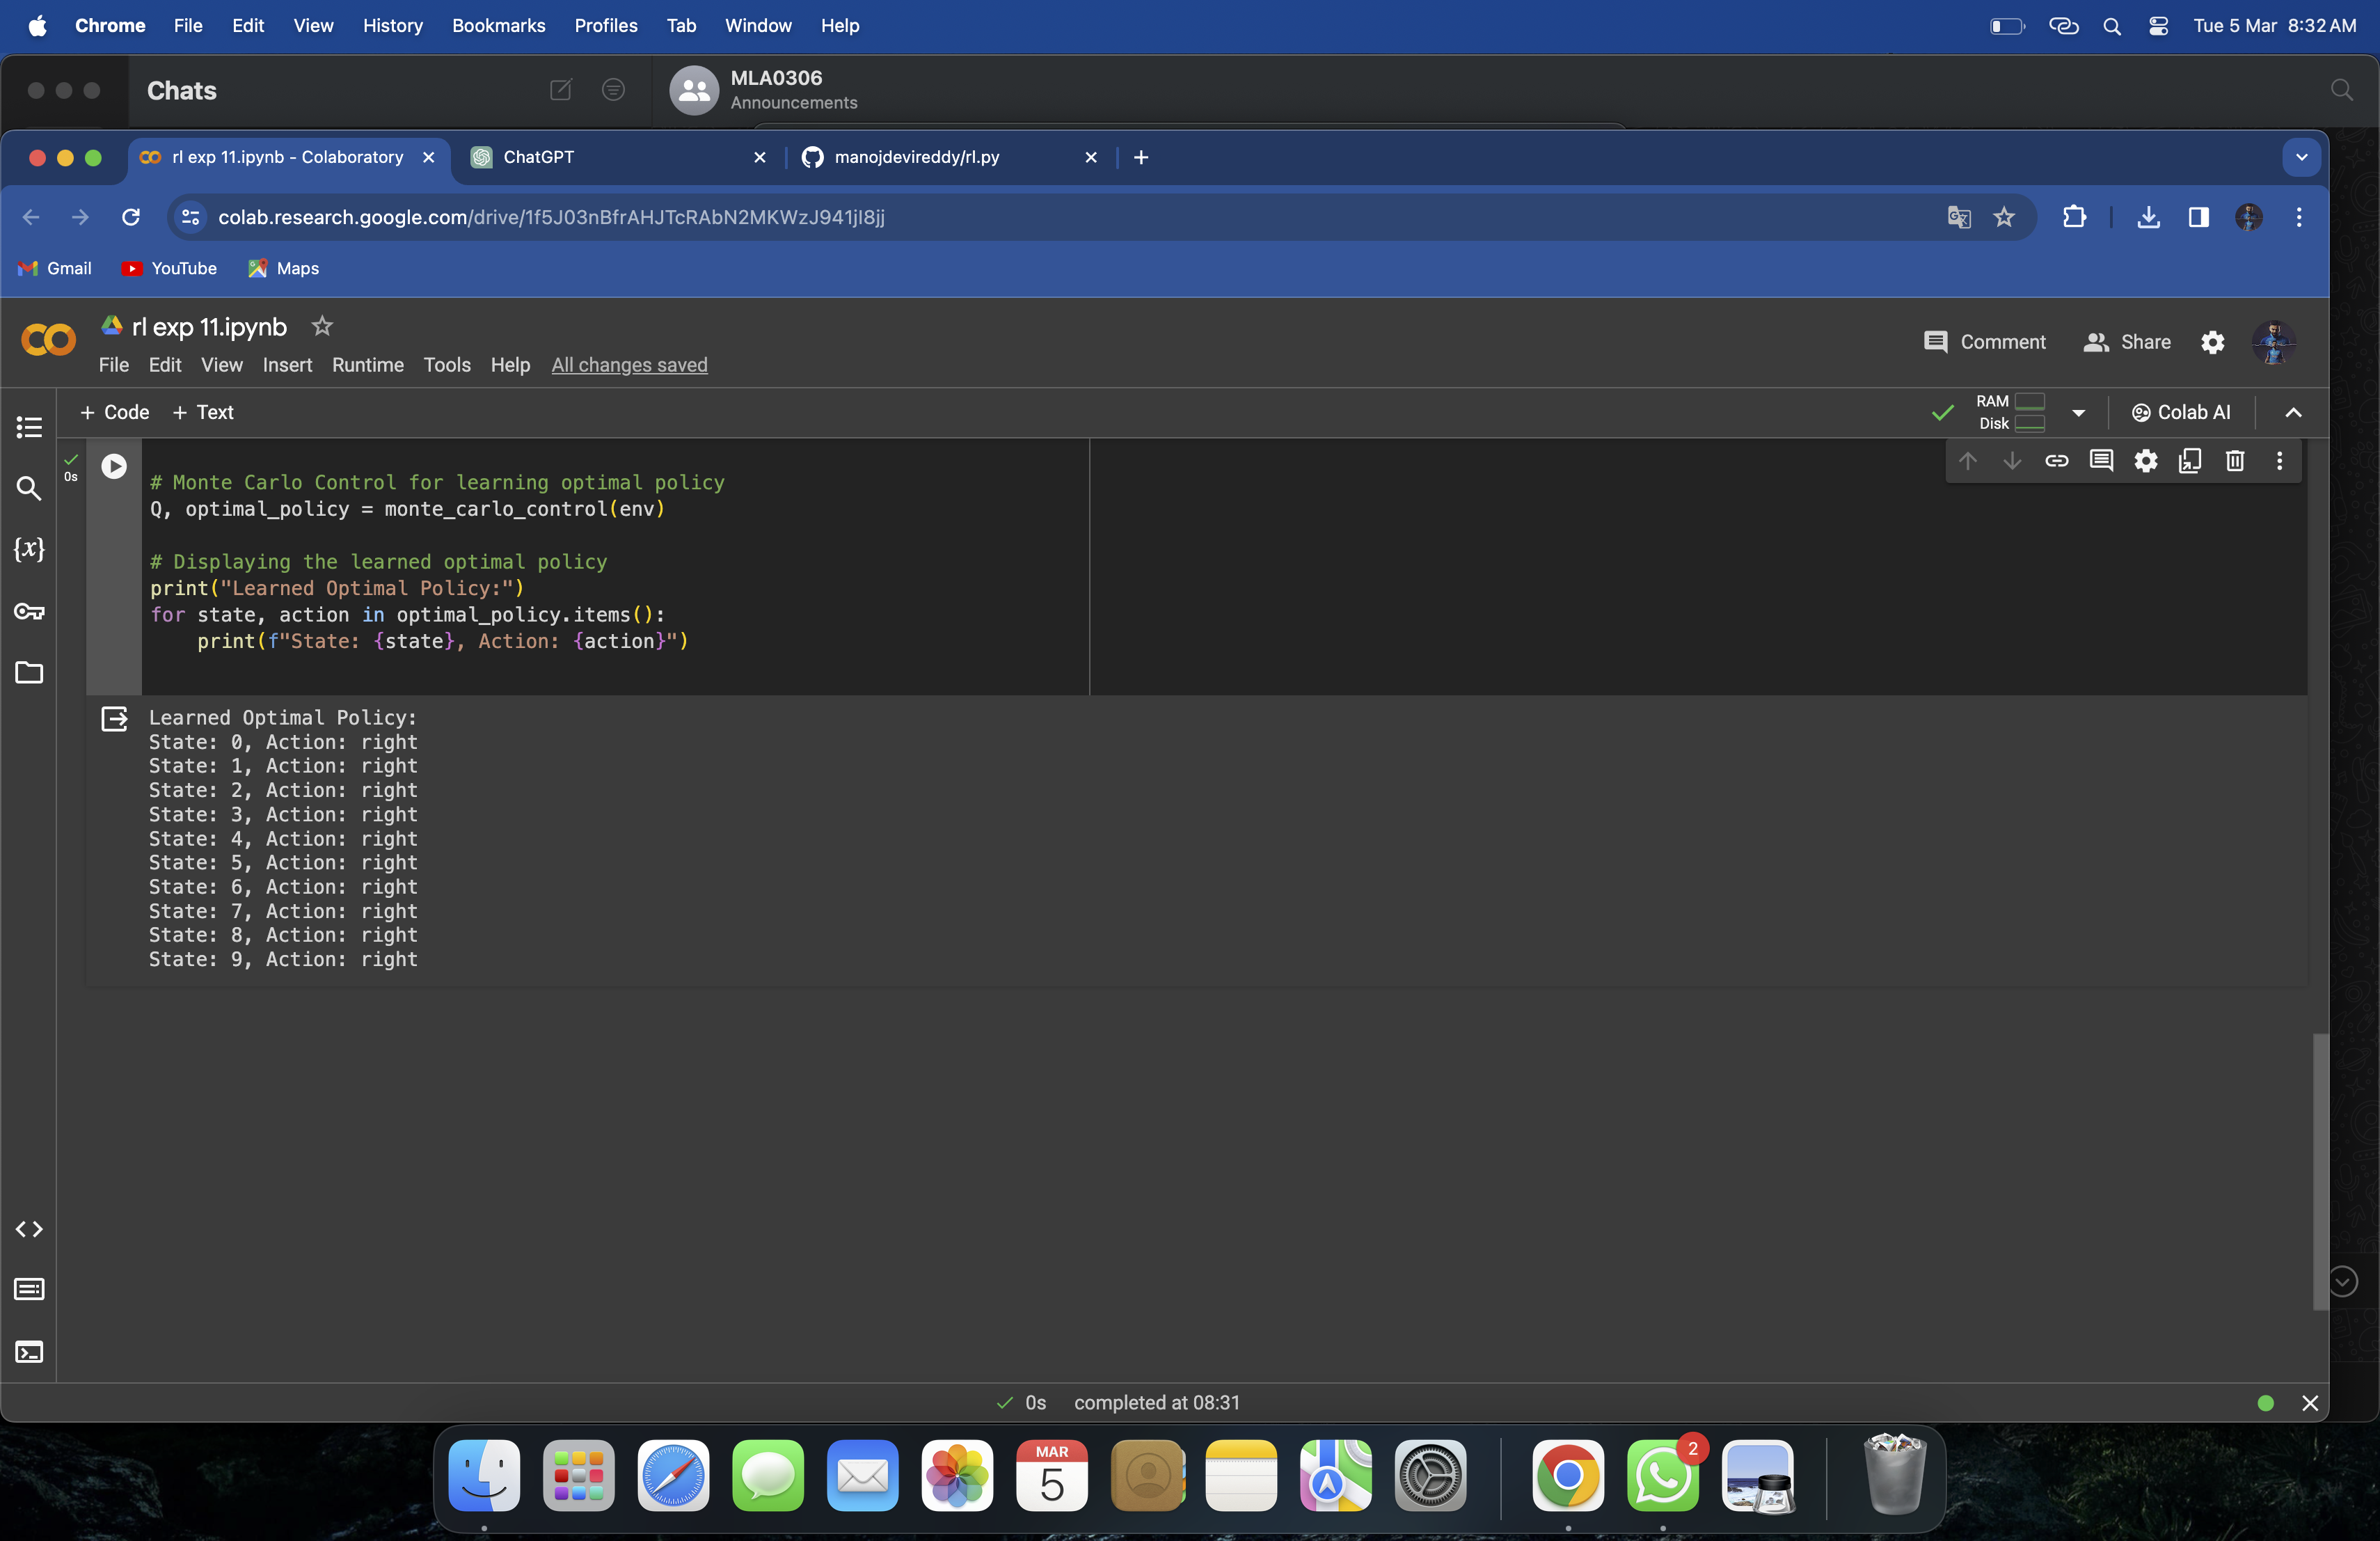 Chrome File Edit View History Bookmarks Profiles Tab Window Help Tue 5 Mar 8:32 AM
Chats
MLA0306
Announcements
rl exp 11.ipynb - Colaboratory ChatGPT manojdevireddy/rl.py
colab.research.google.com/drive/1f5J03nBfrAHJTcRAbN2MKWzJ941jI8jj
Gmail YouTube Maps
rl exp 11.ipynb
Comment Share
File Edit View Insert Runtime Tools Help All changes saved
+ Code + Text
RAM
Disk
Colab AI
0s
# Monte Carlo Control for learning optimal policy
Q, optimal_policy = monte_carlo_control(env)
# Displaying the learned optimal policy
print("Learned Optimal Policy:")
for state, action in optimal_policy.items():
    print(f"State: {state}, Action: {action}")
{x}
Learned Optimal Policy:
State: 0, Action: right
State: 1, Action: right
State: 2, Action: right
State: 3, Action: right
State: 4, Action: right
State: 5, Action: right
State: 6, Action: right
State: 7, Action: right
State: 8, Action: right
State: 9, Action: right
0s completed at 08:31
MAR
5
2